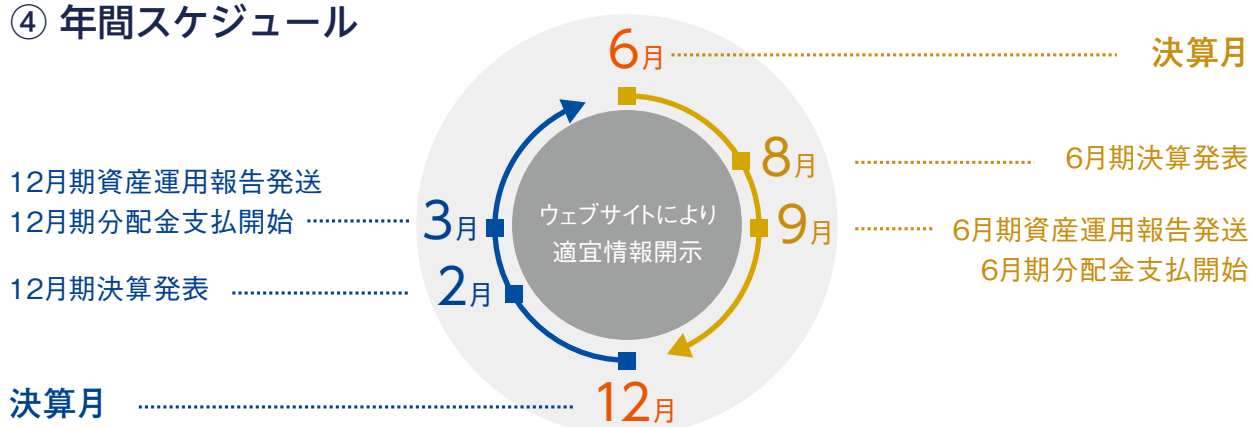 ④ 年間スケジュール
6月
決算月
8月
6月期決算発表
9月
6月期資産運用報告発送
6月期分配金支払開始
12月
決算月
2月
12月期決算発表
3月
12月期資産運用報告発送
12月期分配金支払開始
ウェブサイトにより
適宜情報開示